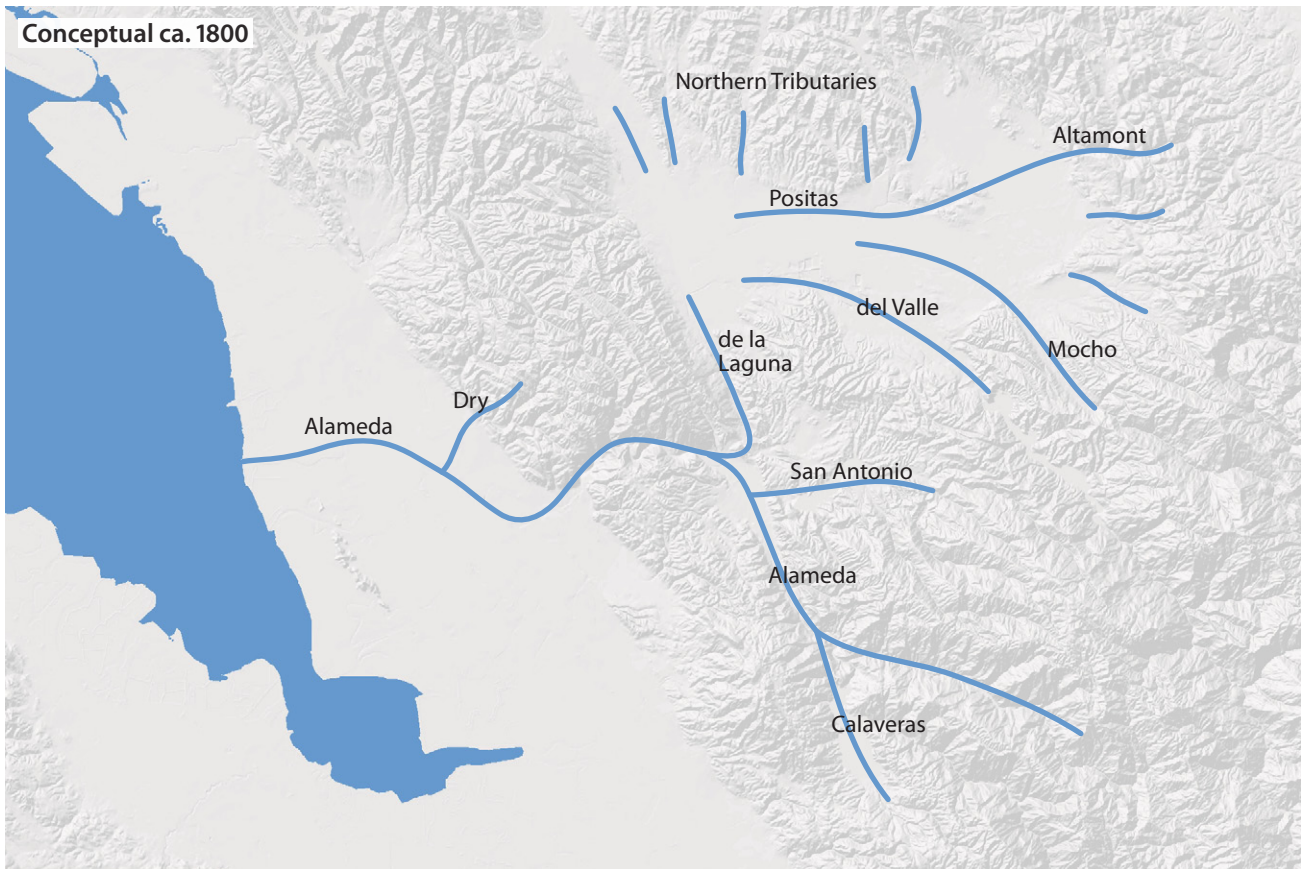 Conceptual ca. 1800
Northern Tributaries
Altamont
Positas
del Valle
de la
Laguna
Mocho
Dry
Alameda
San Antonio
Alameda
Calaveras